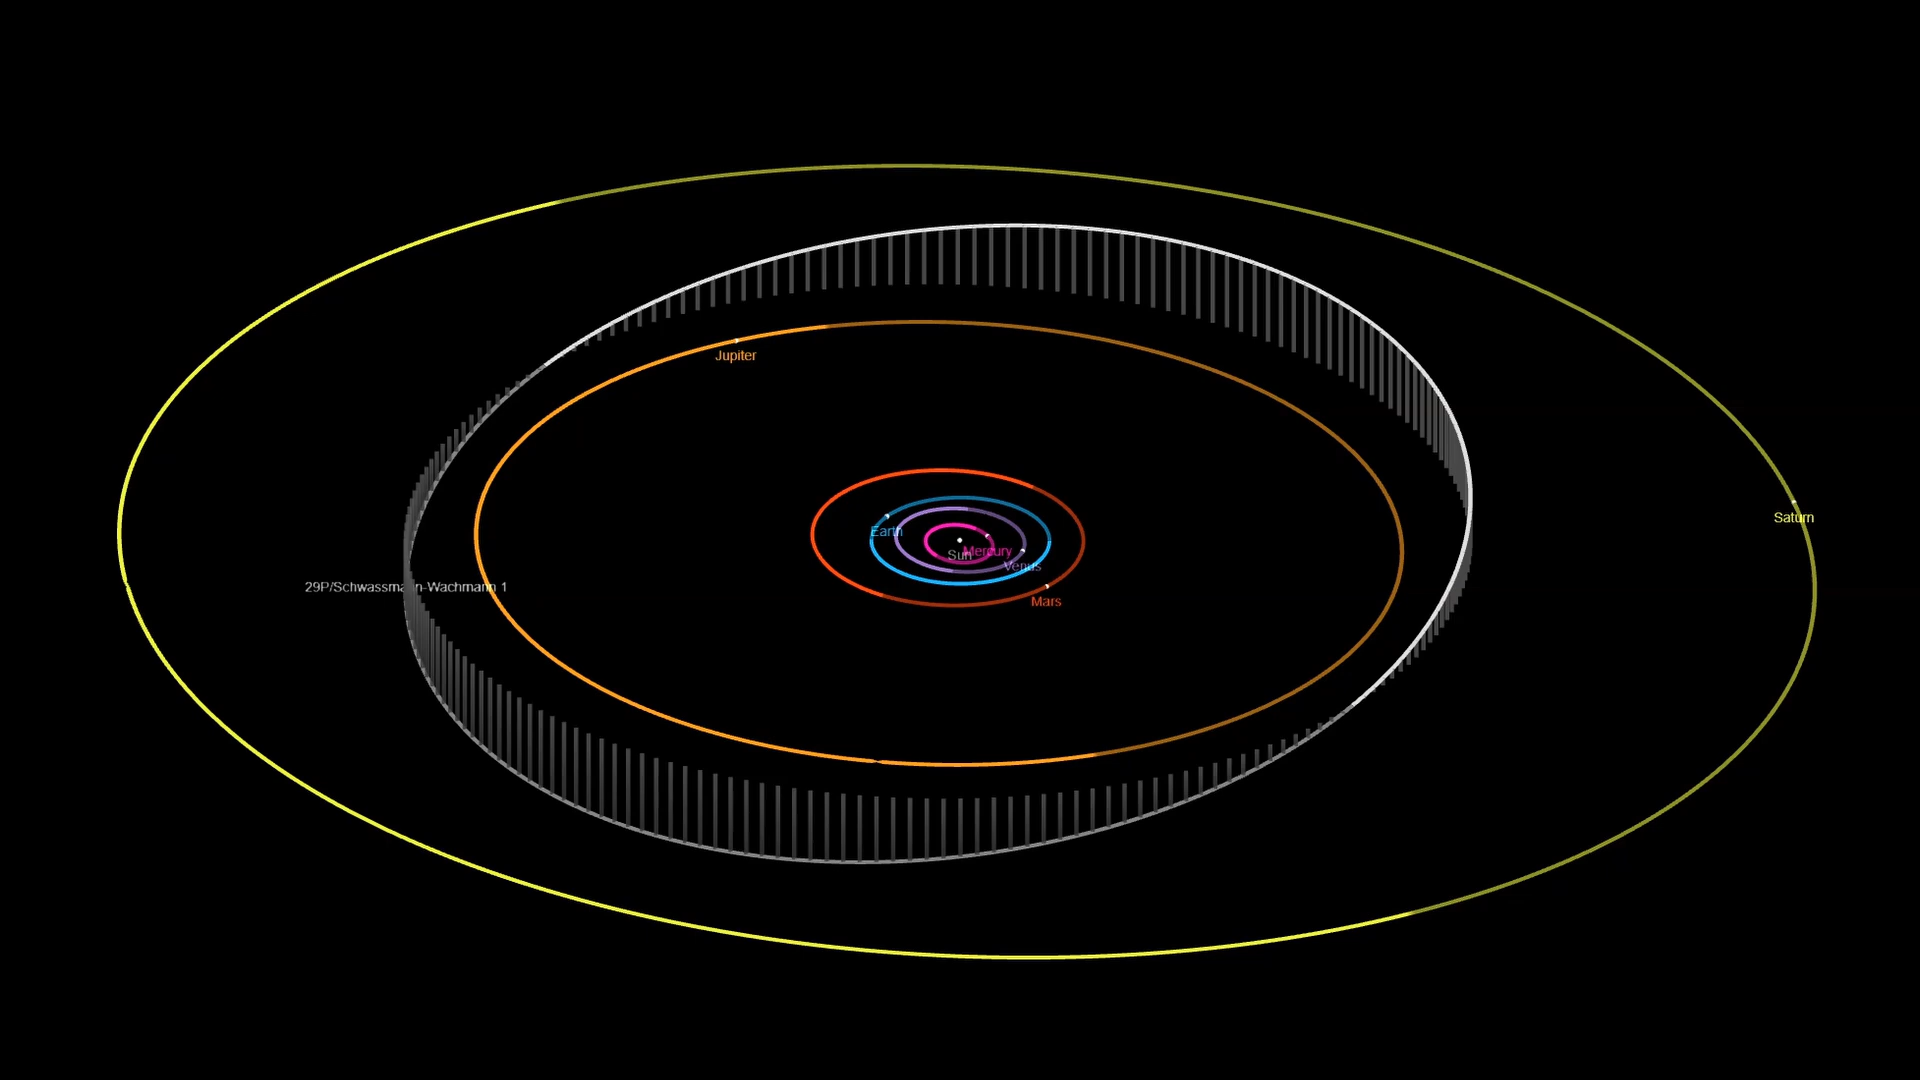 Jupiter
Saturn
Earth
Mercury
Sun
Venus
29P/Schwassmann-Wachmann 1
Mars